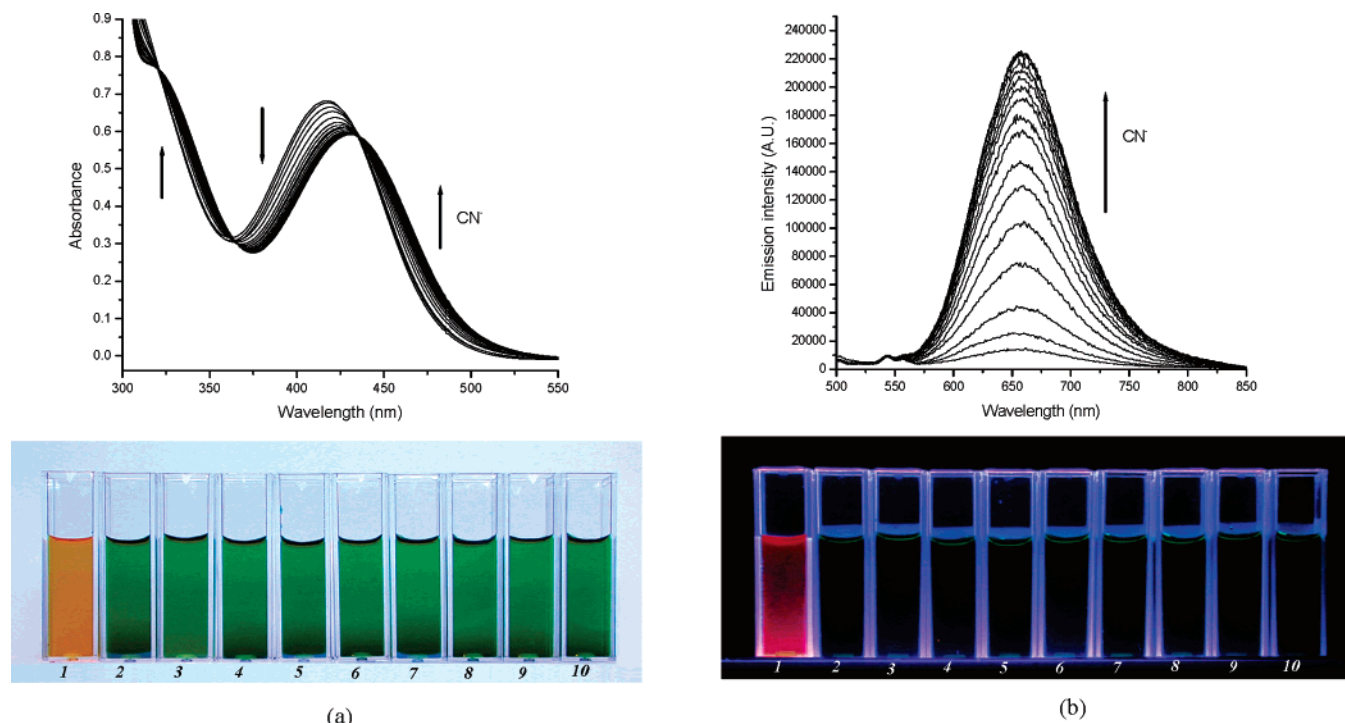 0.9
0.8
0.7
0.6
0.5
0.4
0.3
0.2
0.1
0.0
Absorbance
CN-
300 350 400 450 500 550
Wavelength (nm)
1 2 3 4 5 6 7 8 9 10
(a)
240000
220000
200000
180000
160000
140000
120000
100000
80000
60000
40000
20000
0
Emission intensity (A.U.)
CN-
500 550 600 650 700 750 800 850
Wavelength (nm)
1 2 3 4 5 6 7 8 9 10
(b)